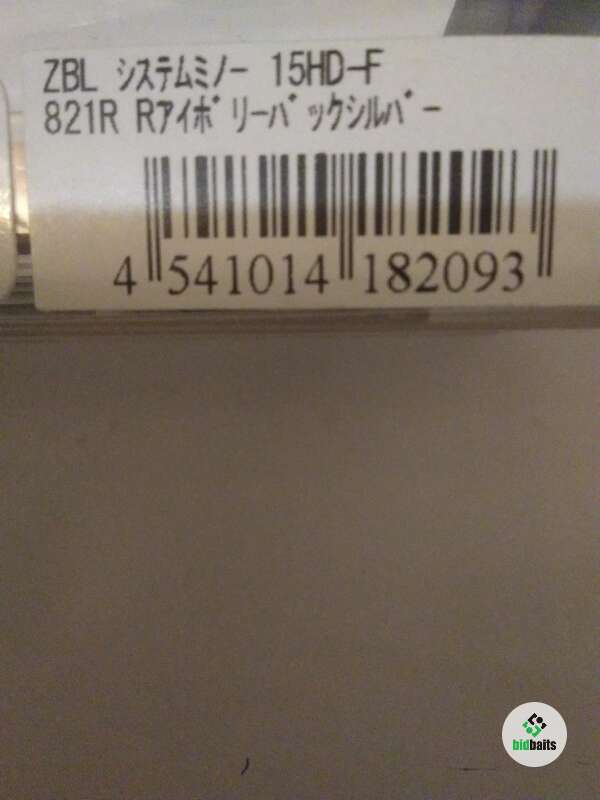 ZBL システムミノー 15HD-F
821R Rアイボリーバックシルバー
4 541014 182093
bidbaits